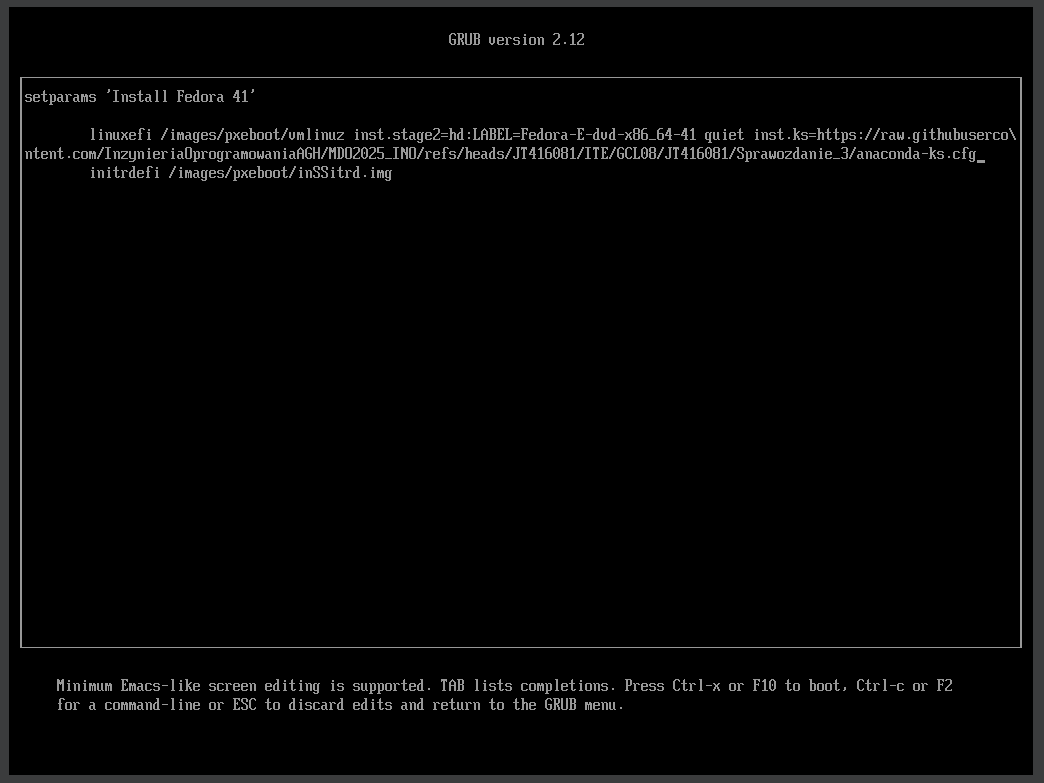 GRUB version 2.12
setparams 'Install Fedora 41'
linuxefi /images/pxeboot/vmlinuz inst.stage2=hd:LABEL=Fedora-E-dvd-x86_64-41 quiet inst.ks=https://raw.githubuserco\
ntent.com/InzynieriaOprogramowaniaAGH/MDO2025_INO/refs/heads/JT416081/ITE/GCL08/JT416081/Sprawozdanie_3/anaconda-ks.cfg_
initrdefi /images/pxeboot/inSSitrd.img
Minimum Emacs-like screen editing is supported. TAB lists completions. Press Ctrl-x or F10 to boot, Ctrl-c or F2
for a command-line or ESC to discard edits and return to the GRUB menu.